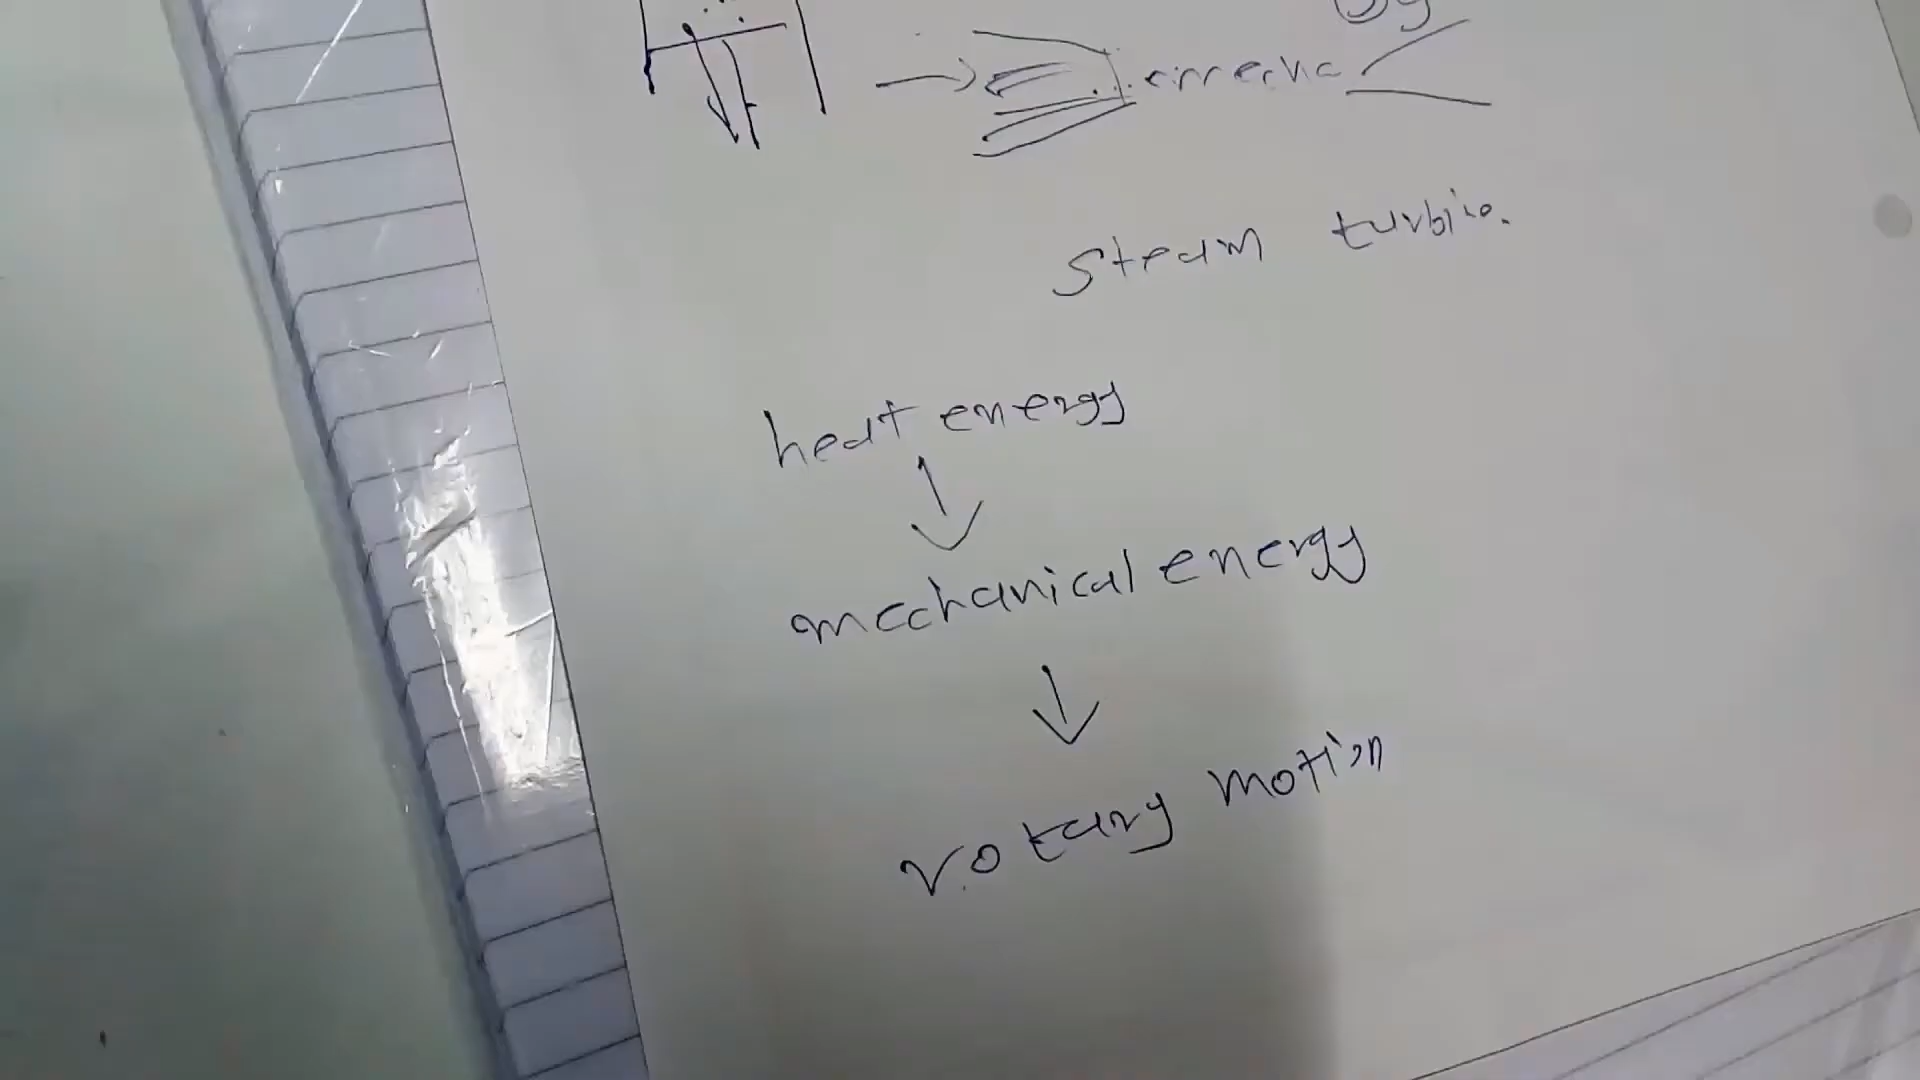 steam turbine.
heat energy
↓
mechanical energy
↓
rotary motion